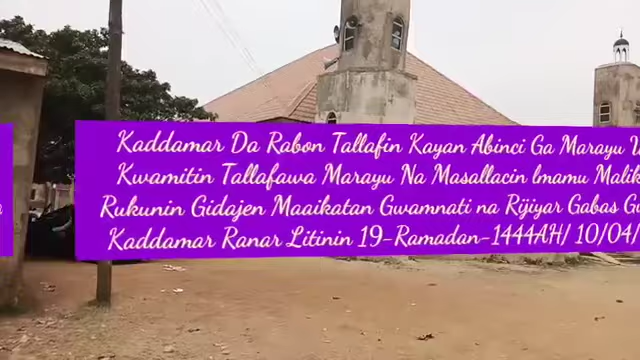 Kaddamar Da Rabon Tallafin Kayan Abinci Ga Marayu
Kwamitin Tallafawa Marayu Na Masallacin Imamu Malik
Rukunin Gidajen Maaikatan Gwamnati na Rijiyar Gabas
Kaddamar Ranar Litinin 19-Ramadan-1444AH/ 10/04/